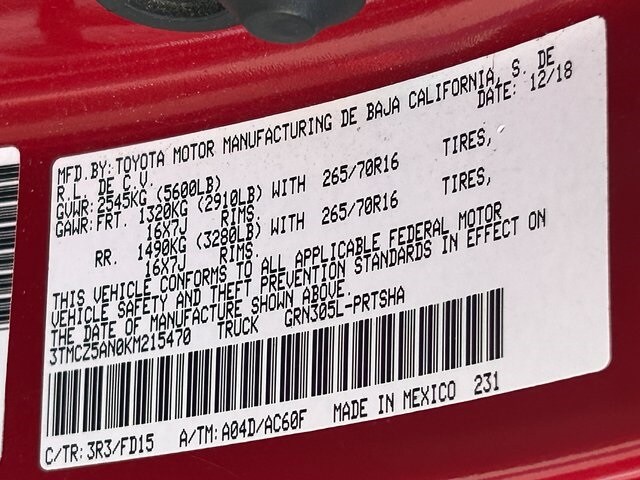 MFD.BY:TOYOTA MOTOR MANUFACTURING DE BAJA CALIFORNIA, S. DE
R.L. DE C.V. DATE: 12/18
GVWR:2545KG (5600LB)
GAWR:FRT. 1320KG (2910LB) WITH 265/70R16 TIRES,
16X7J RIMS.
RR. 1490KG (3280LB) WITH 265/70R16 TIRES,
16X7J RIMS.
THIS VEHICLE CONFORMS TO ALL APPLICABLE FEDERAL MOTOR
VEHICLE SAFETY AND THEFT PREVENTION STANDARDS IN EFFECT ON
THE DATE OF MANUFACTURE SHOWN ABOVE.
3TMCZ5AN0KM215470 TRUCK GRN305L-PRTSHA
C/TR:3R3/FD15 A/TM:A04D/AC60F MADE IN MEXICO 231